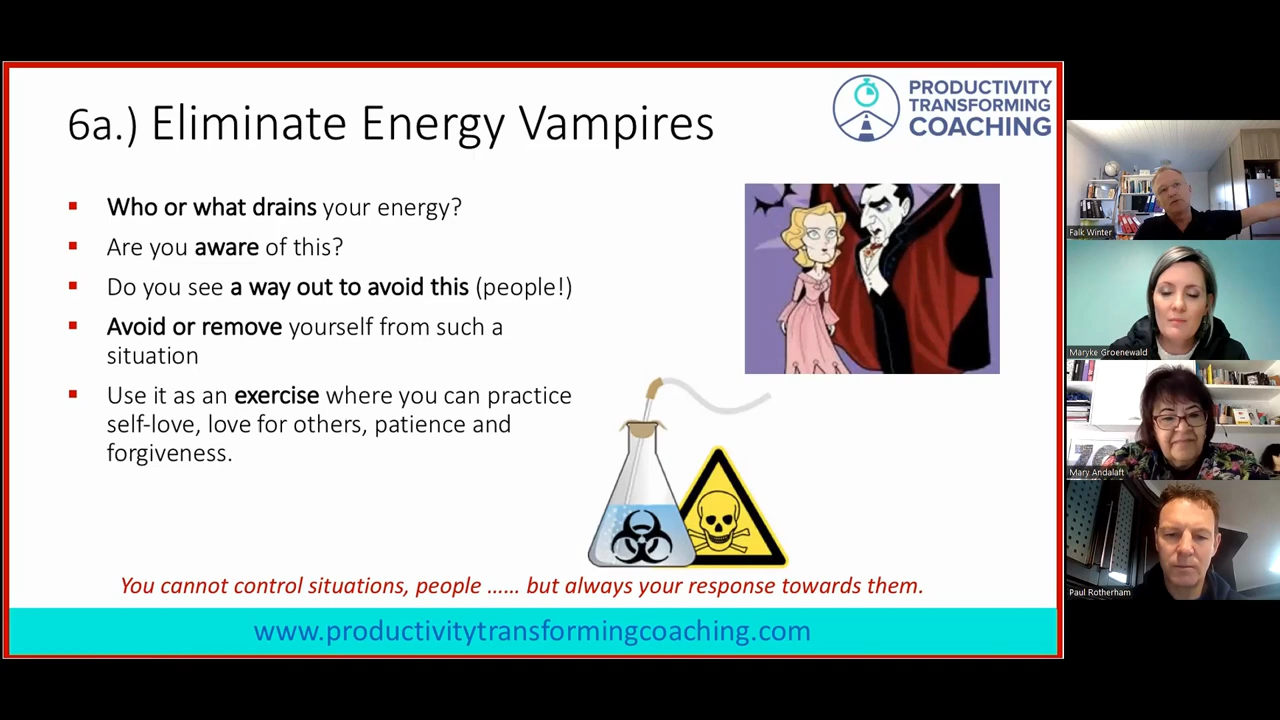 6a.) Eliminate Energy Vampires
PRODUCTIVITY
TRANSFORMING
COACHING
Who or what drains your energy?
Are you aware of this?
Do you see a way out to avoid this (people!)
Avoid or remove yourself from such a
situation
Use it as an exercise where you can practice
self-love, love for others, patience and
forgiveness.
You cannot control situations, people ...... but always your response towards them.
www.productivitytransformingcoaching.com
Falk Winter
Maryke Groenewald
Mary Andalaft
Paul Rotherham